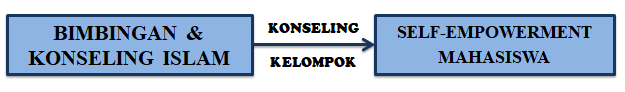 BIMBINGAN &
KONSELING ISLAM
KONSELING
KELOMPOK
SELF-EMPOWERMENT
MAHASISWA